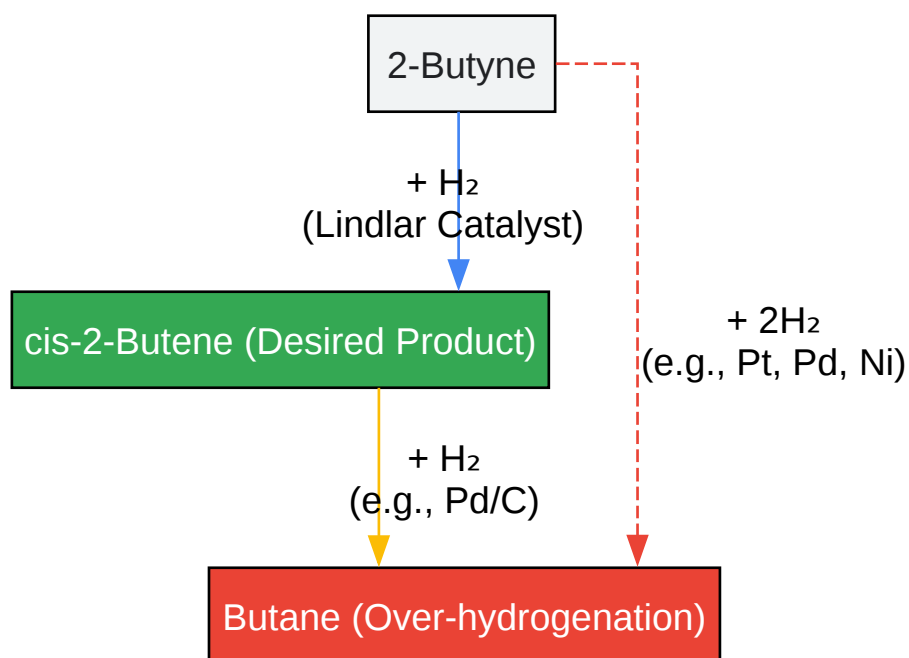 2-Butyne
+ H₂
(Lindlar Catalyst)
cis-2-Butene (Desired Product)
+ 2H₂
(e.g., Pt, Pd, Ni)
+ H₂
(e.g., Pd/C)
Butane (Over-hydrogenation)